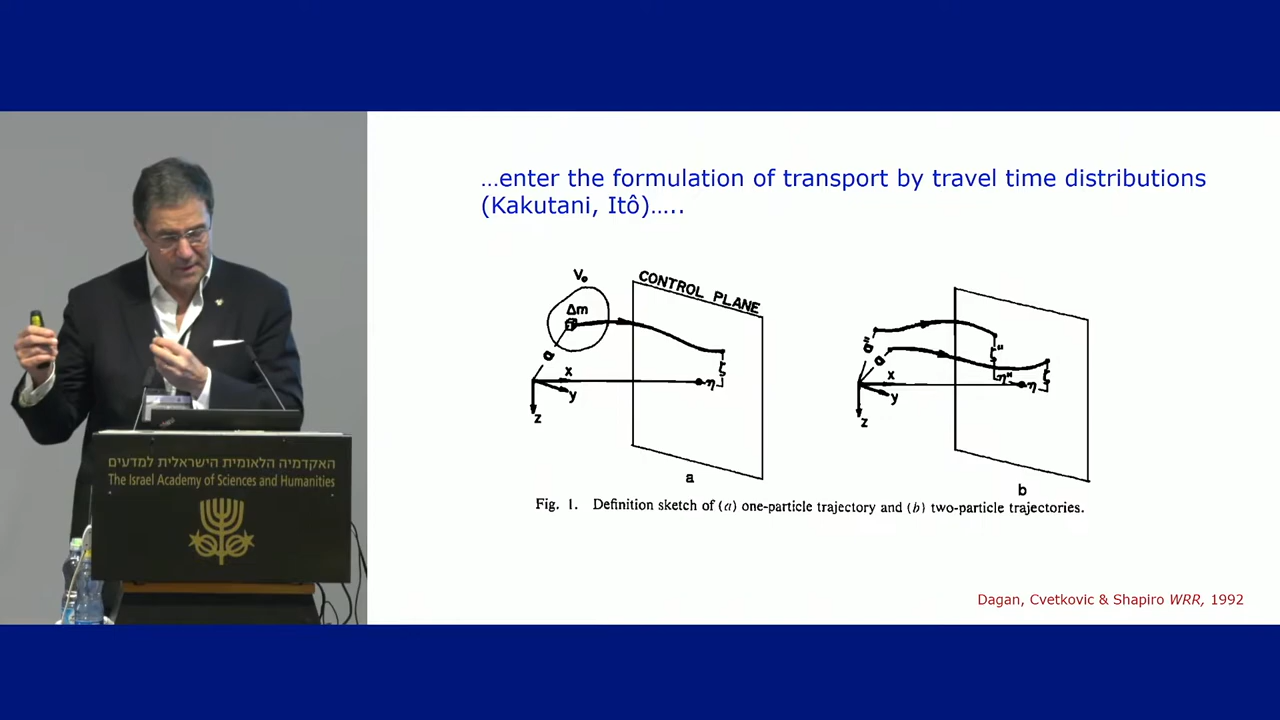 …enter the formulation of transport by travel time distributions
(Kakutani, Itô)…..
V₀
CONTROL PLANE
Δm
a
x
y
z
η
ζ
a
ã
a
x
y
z
ζ"
η"
η
ζ
b
Fig. 1. Definition sketch of (a) one-particle trajectory and (b) two-particle trajectories.
Dagan, Cvetkovic & Shapiro WRR, 1992
האקדמיה הלאומית הישראלית למדעים
The Israel Academy of Sciences and Humanities